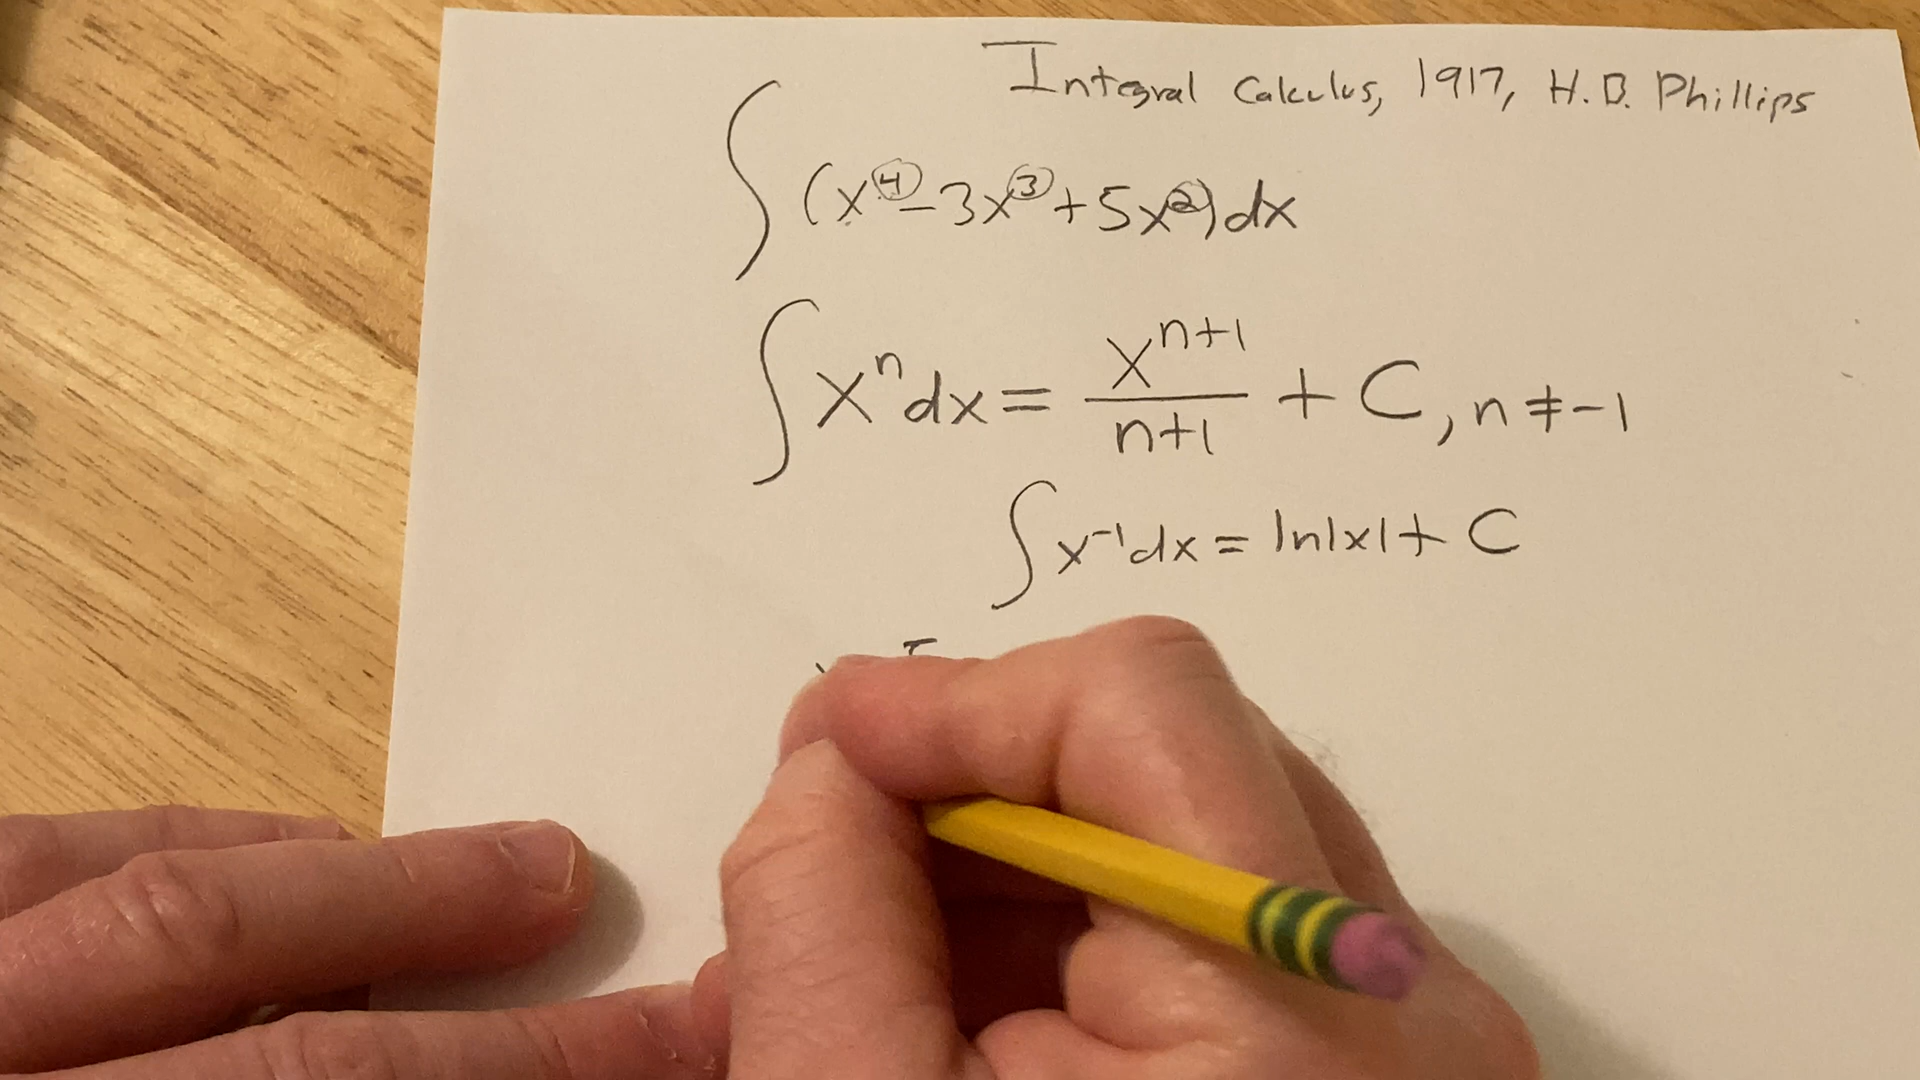 Integral Calculus, 1917, H.B. Phillips
∫(x⁴-3x³+5x²)dx
∫xⁿdx = xⁿ⁺¹/n+1 + C, n≠-1
∫x⁻¹dx = ln|x| + C